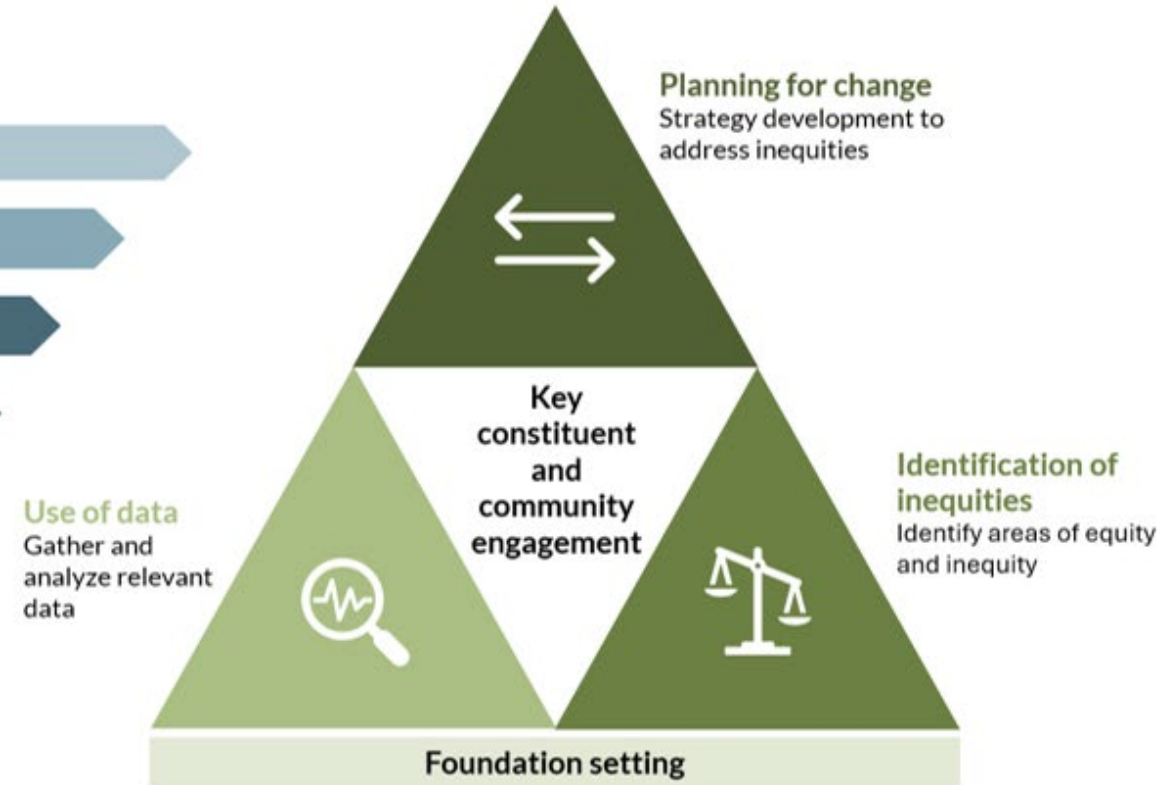 Planning for change
Strategy development to
address inequities
Key
constituent
and
community
engagement
Identification of
inequities
Identify areas of equity
and inequity
Use of data
Gather and
analyze relevant
data
Foundation setting